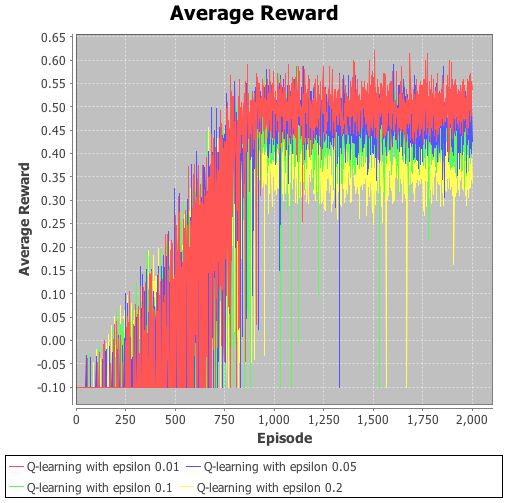 Average Reward
0.65
0.60
0.55
0.50
0.45
0.40
0.35
0.30
0.25
0.20
0.15
0.10
0.05
0.00
-0.05
-0.10
Average Reward
0 250 500 750 1,000 1,250 1,500 1,750 2,000
Episode
Q-learning with epsilon 0.01 Q-learning with epsilon 0.05
Q-learning with epsilon 0.1 Q-learning with epsilon 0.2